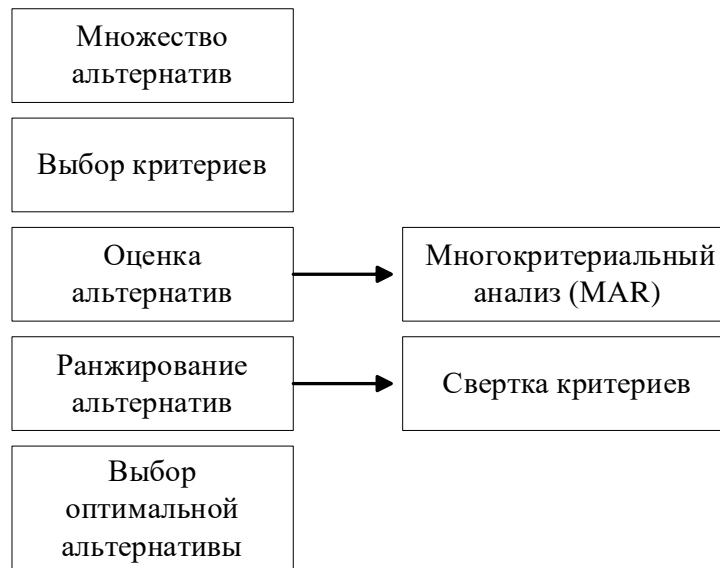 Множество
альтернатив
Выбор критериев
Оценка
альтернатив
Многокритериальный
анализ (MAR)
Ранжирование
альтернатив
Свертка критериев
Выбор
оптимальной
альтернативы